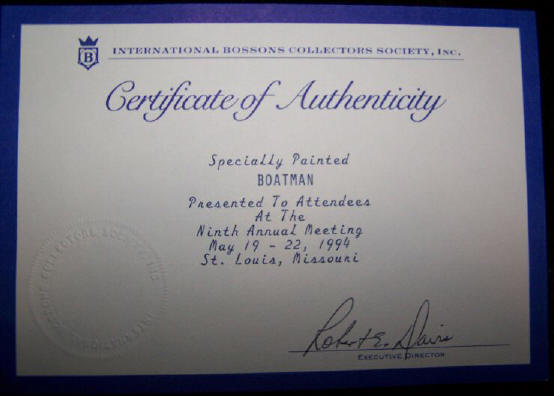 B
INTERNATIONAL BOSSONS COLLECTORS SOCIETY, INC.
Certificate of Authenticity
Specially Painted
BOATMAN
Presented To Attendees
At The
Ninth Annual Meeting
May 19 - 22, 1994
St. Louis, Missouri
Robert E. Davis
EXECUTIVE DIRECTOR